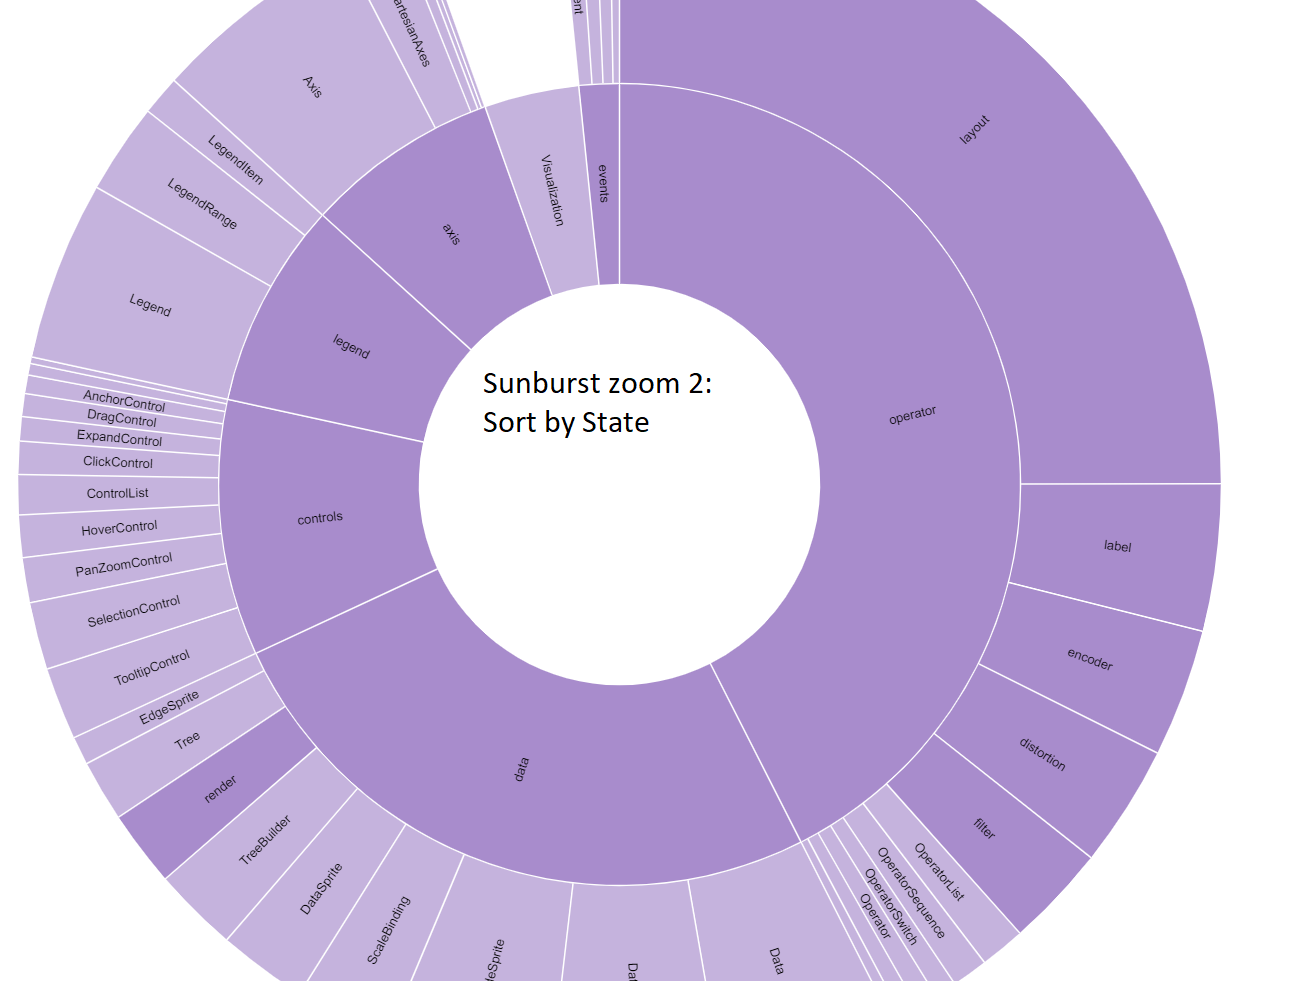 Sunburst zoom 2:
Sort by State
operator
data
controls
legend
axis
Visualization
events
layout
label
encoder
distortion
filter
OperatorList
OperatorSequence
OperatorSwitch
Operator
Data
ScaleBinding
DataSprite
TreeBuilder
render
Tree
EdgeSprite
TooltipControl
SelectionControl
PanZoomControl
HoverControl
ControlList
ClickControl
ExpandControl
DragControl
AnchorControl
Legend
LegendRange
LegendItem
Axis